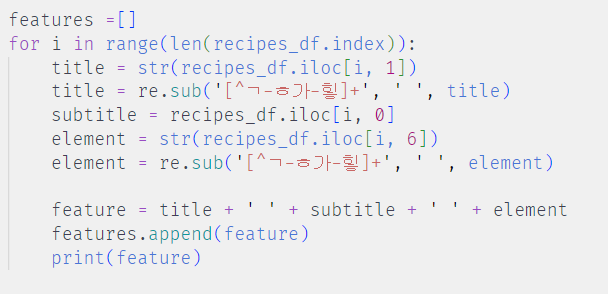 features =[]
for i in range(len(recipes_df.index)):
    title = str(recipes_df.iloc[i, 1])
    title = re.sub('[^ㄱ-ㅎ가-힣]+', ' ', title)
    subtitle = recipes_df.iloc[i, 0]
    element = str(recipes_df.iloc[i, 6])
    element = re.sub('[^ㄱ-ㅎ가-힣]+', ' ', element)

    feature = title + ' ' + subtitle + ' ' + element
    features.append(feature)
    print(feature)